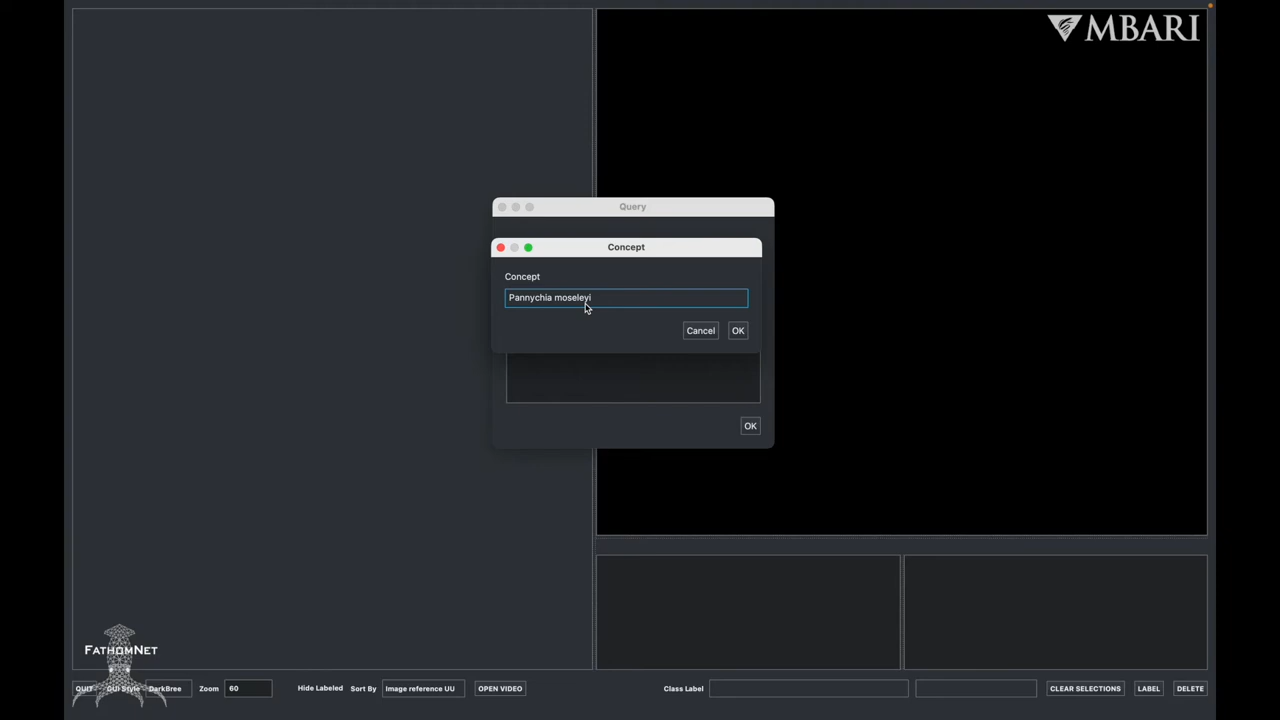 MBARI
Query
Concept
Concept
Pannychia moseleyi
Cancel OK
OK
FATHOMNET
QUIT GUI Style DarkBree Zoom 60 Hide Labeled Sort By Image reference UU OPEN VIDEO Class Label CLEAR SELECTIONS LABEL DELETE